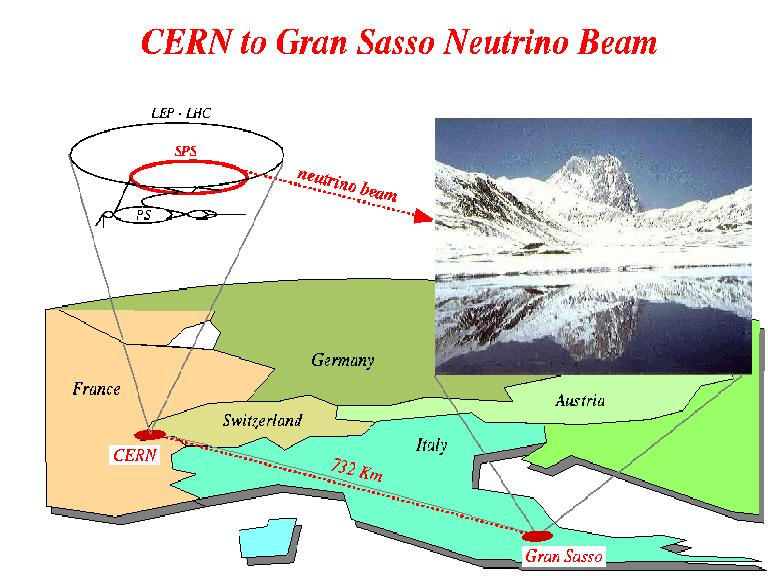 CERN to Gran Sasso Neutrino Beam
LEP - LHC
SPS
neutrino beam
PS
Germany
France
Austria
Switzerland
Italy
CERN
732 Km
Gran Sasso